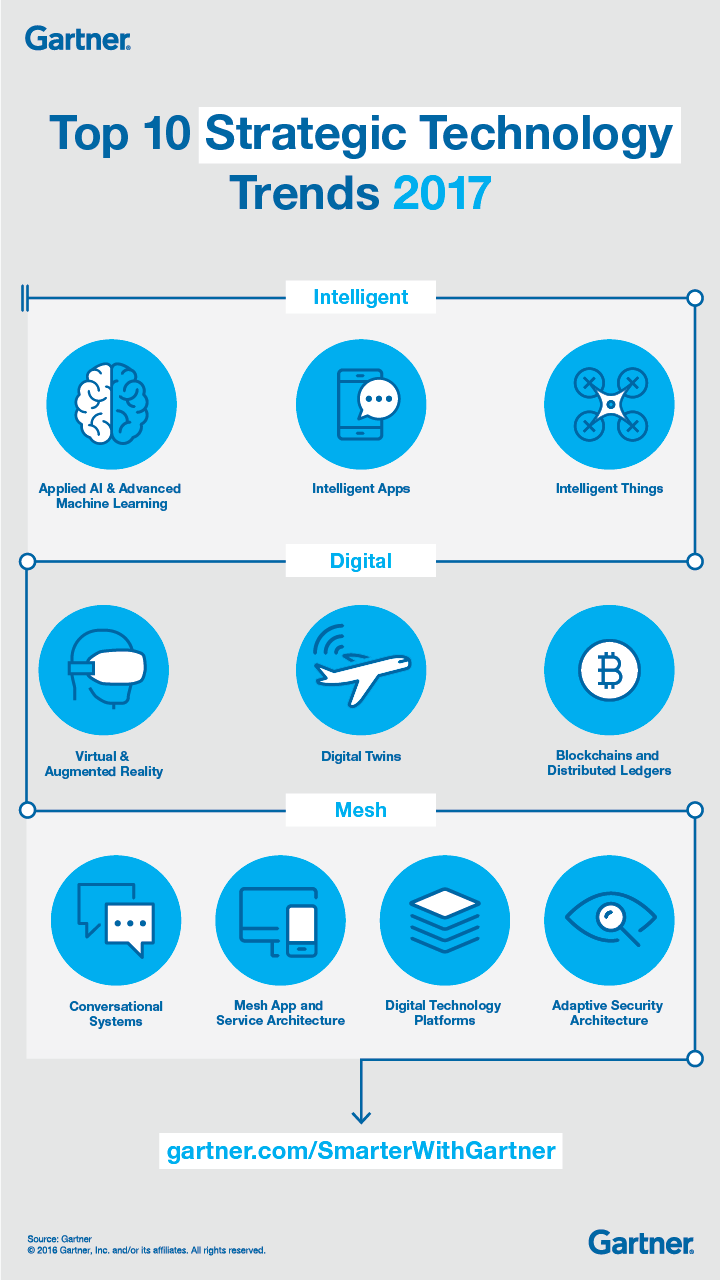 Gartner®
Top 10 Strategic Technology
Trends 2017
Intelligent
Applied AI & Advanced
Machine Learning
Intelligent Apps
Intelligent Things
Digital
Virtual &
Augmented Reality
Digital Twins
Blockchains and
Distributed Ledgers
Mesh
Conversational
Systems
Mesh App and
Service Architecture
Digital Technology
Platforms
Adaptive Security
Architecture
gartner.com/SmarterWithGartner
Source: Gartner
© 2016 Gartner, Inc. and/or its affiliates. All rights reserved.
Gartner®